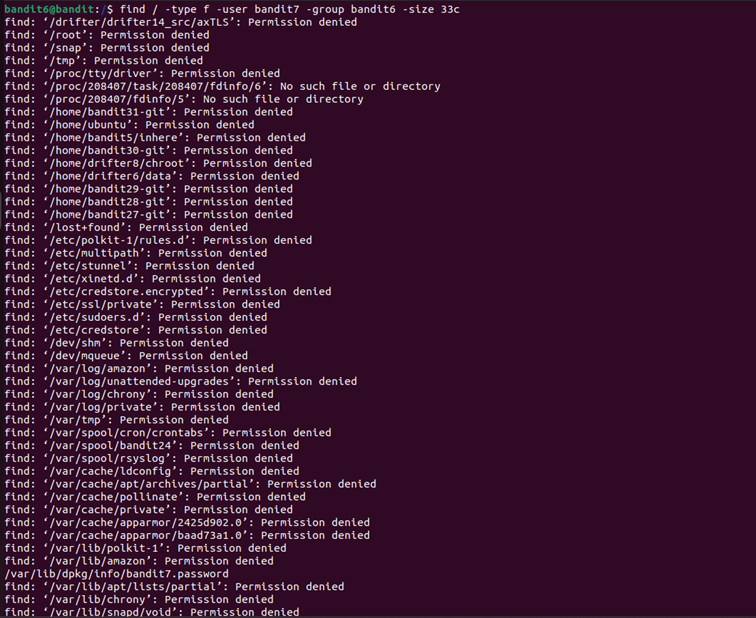 bandit6@bandit:/$ find / -type f -user bandit7 -group bandit6 -size 33c
find: ‘/drifter/drifter14_src/axTLS’: Permission denied
find: ‘/root’: Permission denied
find: ‘/snap’: Permission denied
find: ‘/tmp’: Permission denied
find: ‘/proc/tty/driver’: Permission denied
find: ‘/proc/208407/task/208407/fdinfo/6’: No such file or directory
find: ‘/proc/208407/fdinfo/5’: No such file or directory
find: ‘/home/bandit31-git’: Permission denied
find: ‘/home/ubuntu’: Permission denied
find: ‘/home/bandit5/inhere’: Permission denied
find: ‘/home/bandit30-git’: Permission denied
find: ‘/home/drifter8/chroot’: Permission denied
find: ‘/home/drifter6/data’: Permission denied
find: ‘/home/bandit29-git’: Permission denied
find: ‘/home/bandit28-git’: Permission denied
find: ‘/home/bandit27-git’: Permission denied
find: ‘/lost+found’: Permission denied
find: ‘/etc/polkit-1/rules.d’: Permission denied
find: ‘/etc/multipath’: Permission denied
find: ‘/etc/stunnel’: Permission denied
find: ‘/etc/xinetd.d’: Permission denied
find: ‘/etc/credstore.encrypted’: Permission denied
find: ‘/etc/ssl/private’: Permission denied
find: ‘/etc/sudoers.d’: Permission denied
find: ‘/etc/credstore’: Permission denied
find: ‘/dev/shm’: Permission denied
find: ‘/dev/mqueue’: Permission denied
find: ‘/var/log/amazon’: Permission denied
find: ‘/var/log/unattended-upgrades’: Permission denied
find: ‘/var/log/chrony’: Permission denied
find: ‘/var/log/private’: Permission denied
find: ‘/var/tmp’: Permission denied
find: ‘/var/spool/cron/crontabs’: Permission denied
find: ‘/var/spool/bandit24’: Permission denied
find: ‘/var/spool/rsyslog’: Permission denied
find: ‘/var/cache/ldconfig’: Permission denied
find: ‘/var/cache/apt/archives/partial’: Permission denied
find: ‘/var/cache/pollinate’: Permission denied
find: ‘/var/cache/private’: Permission denied
find: ‘/var/cache/apparmor/2425d902.0’: Permission denied
find: ‘/var/cache/apparmor/baad73a1.0’: Permission denied
find: ‘/var/lib/polkit-1’: Permission denied
find: ‘/var/lib/amazon’: Permission denied
/var/lib/dpkg/info/bandit7.password
find: ‘/var/lib/apt/lists/partial’: Permission denied
find: ‘/var/lib/chrony’: Permission denied
find: ‘/var/lib/snapd/void’: Permission denied